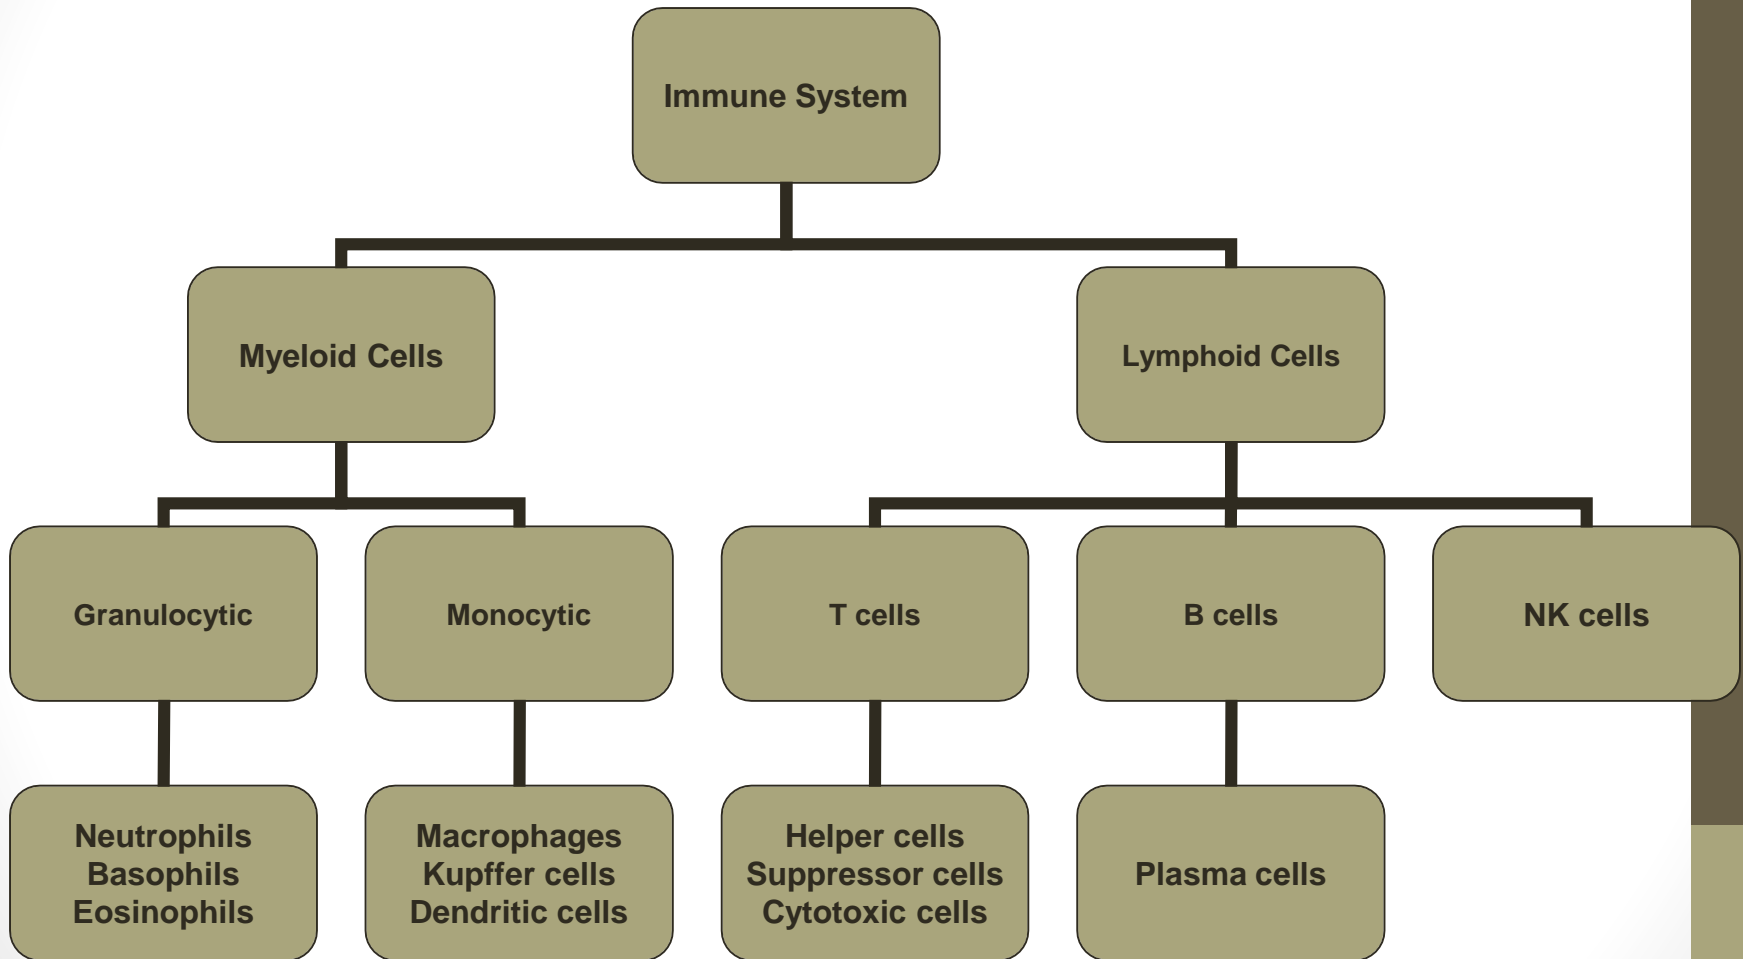 Immune System
Myeloid Cells
Lymphoid Cells
Granulocytic
Monocytic
T cells
B cells
NK cells
Neutrophils
Basophils
Eosinophils
Macrophages
Kupffer cells
Dendritic cells
Helper cells
Suppressor cells
Cytotoxic cells
Plasma cells